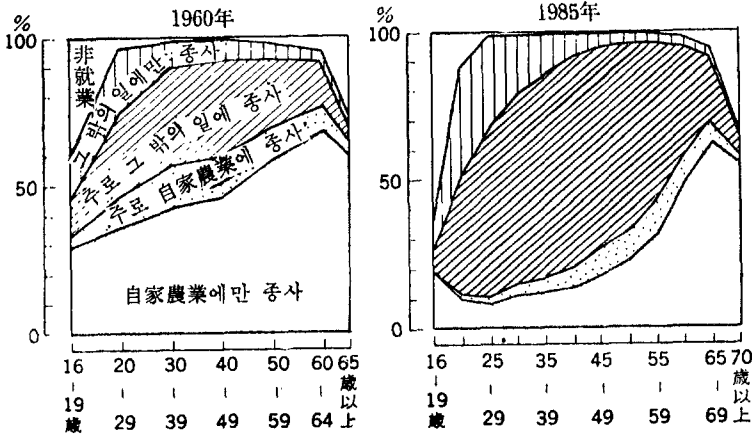 1960年
%
100
50
0
非就業
그 밖의 일에만 종사
주로 그 밖의 일에 종사
주로 自家農業에 종사
自家農業에만 종사
16 20 30 40 50 60 65
19 29 39 49 59 64
歲
歲以上
1985年
%
100
50
0
16 25 35 45 55 65 70
19 29 39 49 59 69
歲
歲以上